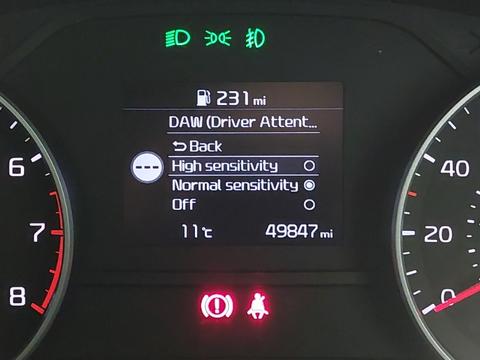 231 mi
DAW (Driver Attent...
Back
High sensitivity
Normal sensitivity
Off
11°C 49847 mi
6
7
8
40
20
0